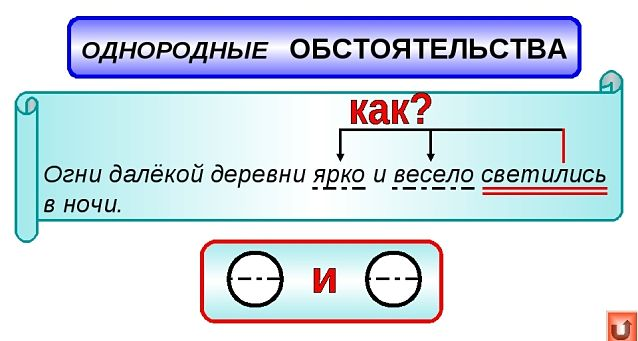 ОДНОРОДНЫЕ ОБСТОЯТЕЛЬСТВА
как?
Огни далёкой деревни ярко и весело светились
в ночи.
и